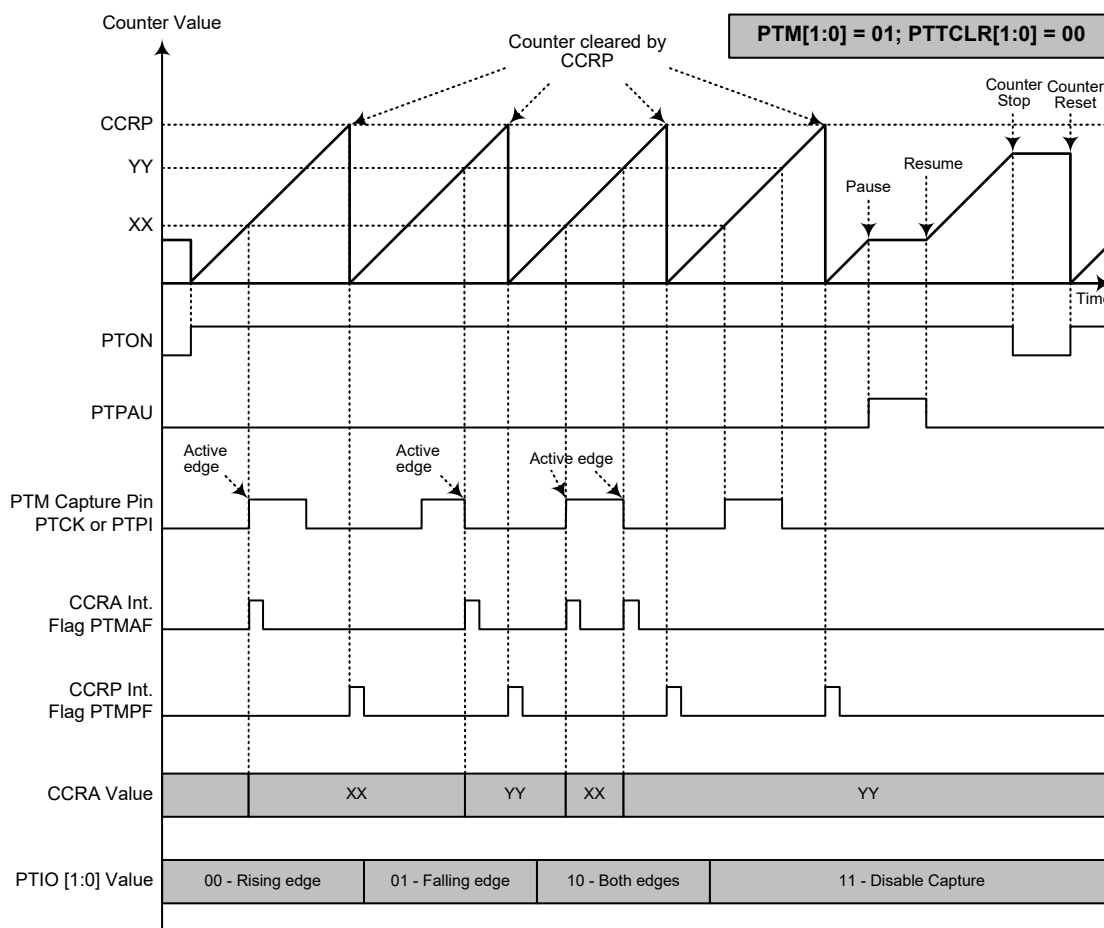 Counter Value
PTM[1:0] = 01; PTTCLR[1:0] = 00
Counter cleared by
CCRP
Counter
Stop
Counter
Reset
CCRP
YY
XX
Pause
Resume
Time
PTON
PTPAU
Active
edge
Active
edge
Active edge
PTM Capture Pin
PTCK or PTPI
CCRA Int.
Flag PTMAF
CCRP Int.
Flag PTMPF
CCRA Value
XX
YY
XX
YY
PTIO [1:0] Value
00 - Rising edge
01 - Falling edge
10 - Both edges
11 - Disable Capture